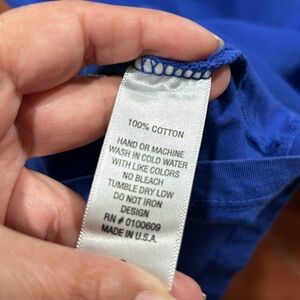 100% COTTON
HAND OR MACHINE
WASH IN COLD WATER
WITH LIKE COLORS
NO BLEACH
TUMBLE DRY LOW
DO NOT IRON
DESIGN
RN # 0100609
MADE IN U.S.A.